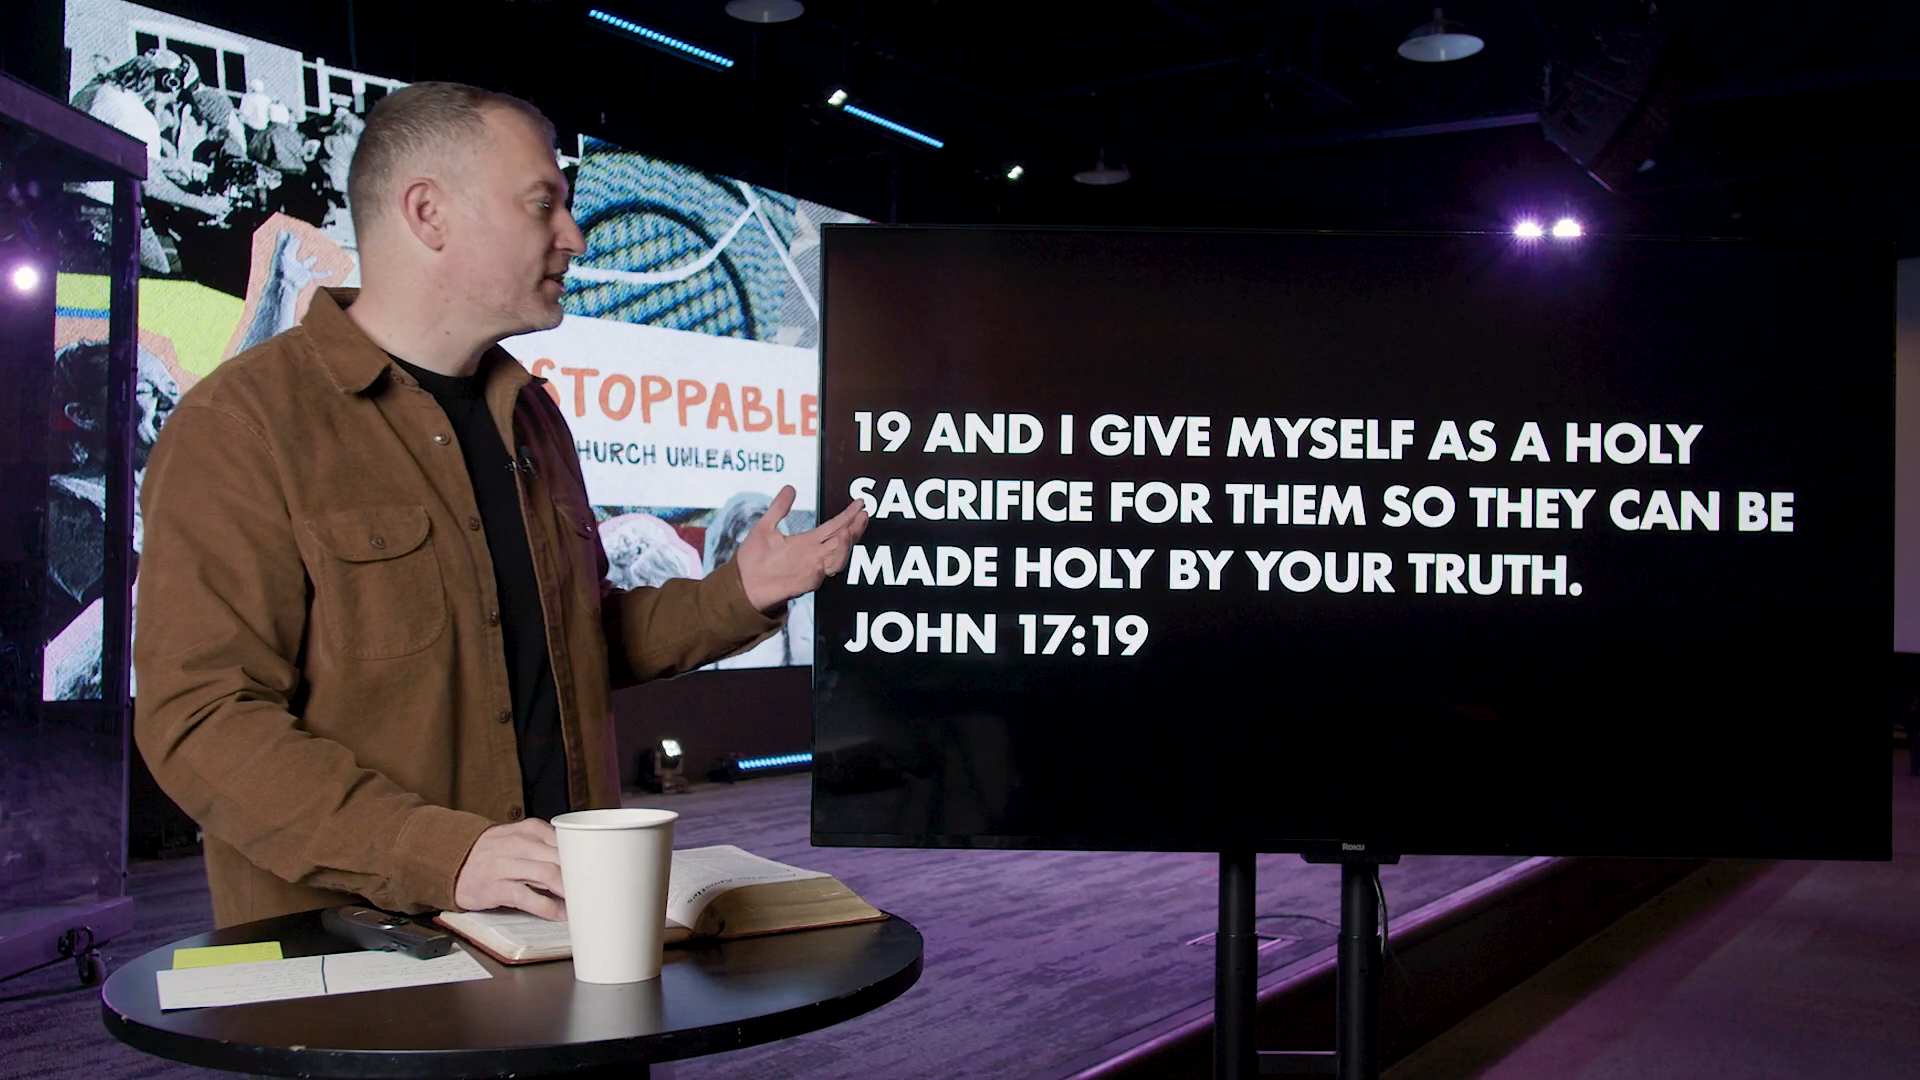 STOPPABLE
HURCH UNLEASHED
19 AND I GIVE MYSELF AS A HOLY
SACRIFICE FOR THEM SO THEY CAN BE
MADE HOLY BY YOUR TRUTH.
JOHN 17:19
Roku